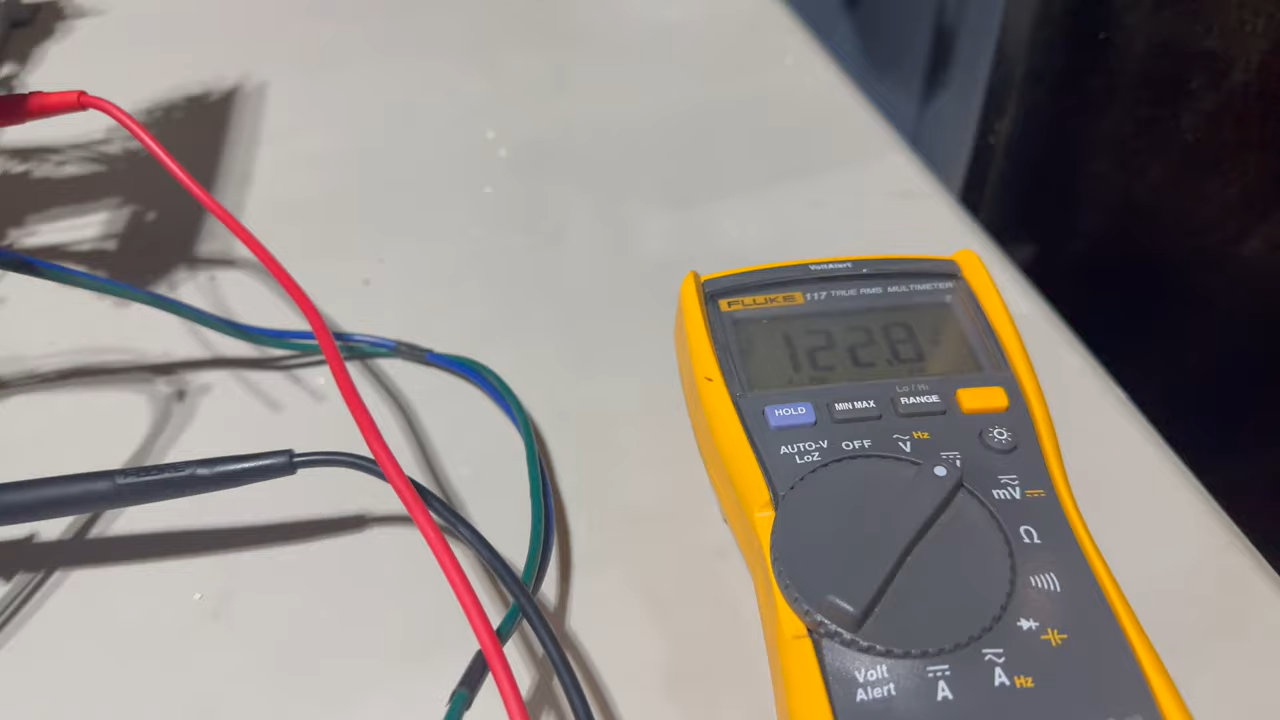 VoltAlert
FLUKE 117 TRUE RMS MULTIMETER
122.8
Lo / Hi
HOLD MIN MAX RANGE
AUTO-V
LoZ
OFF
V Hz
mV
Ω
Volt
Alert
A
A Hz